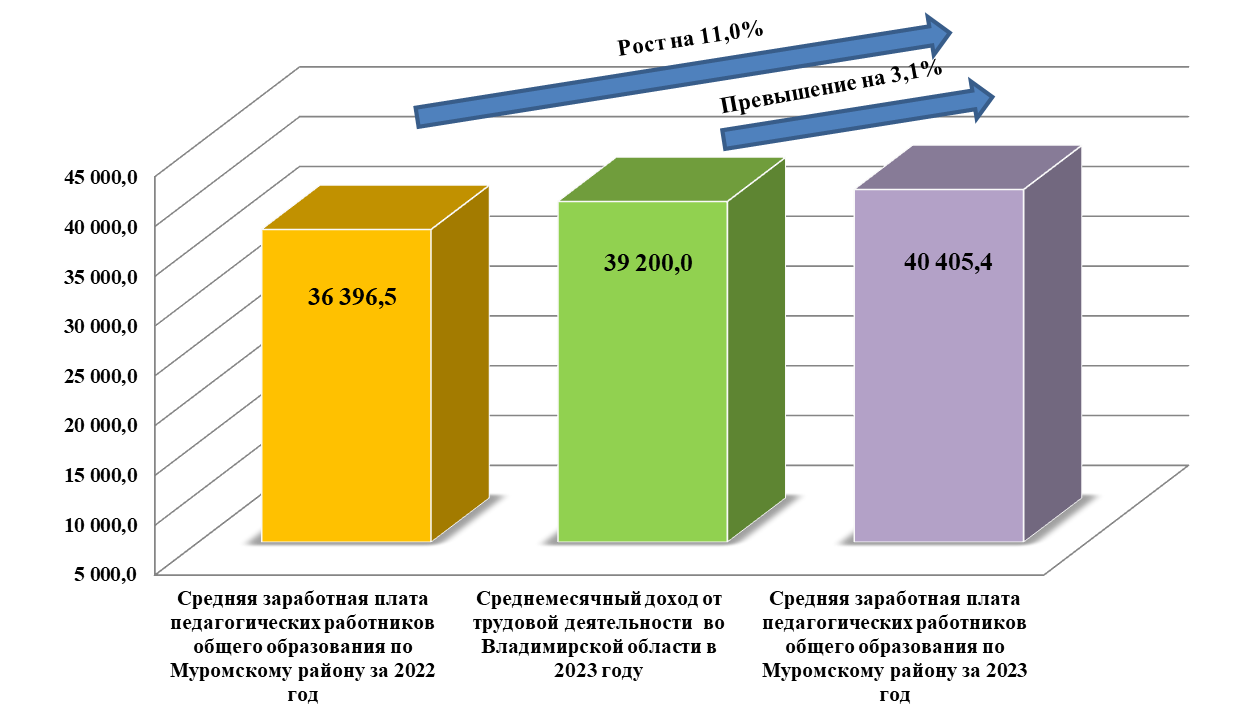 Рост на 11,0%
Превышение на 3,1%
45 000,0
40 000,0
35 000,0
30 000,0
25 000,0
20 000,0
15 000,0
10 000,0
5 000,0
36 396,5
39 200,0
40 405,4
Средняя заработная плата
педагогических работников
общего образования по
Муромскому району за 2022
год
Среднемесячный доход от
трудовой деятельности во
Владимирской области в
2023 году
Средняя заработная плата
педагогических работников
общего образования по
Муромскому району за 2023
год